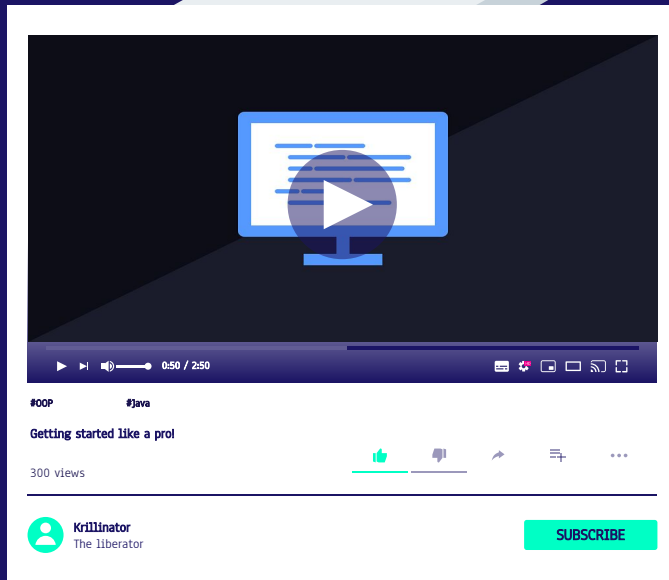 0:50 / 2:50
#OOP #Java
Getting started like a pro!
300 views
Krillinator
The liberator
SUBSCRIBE